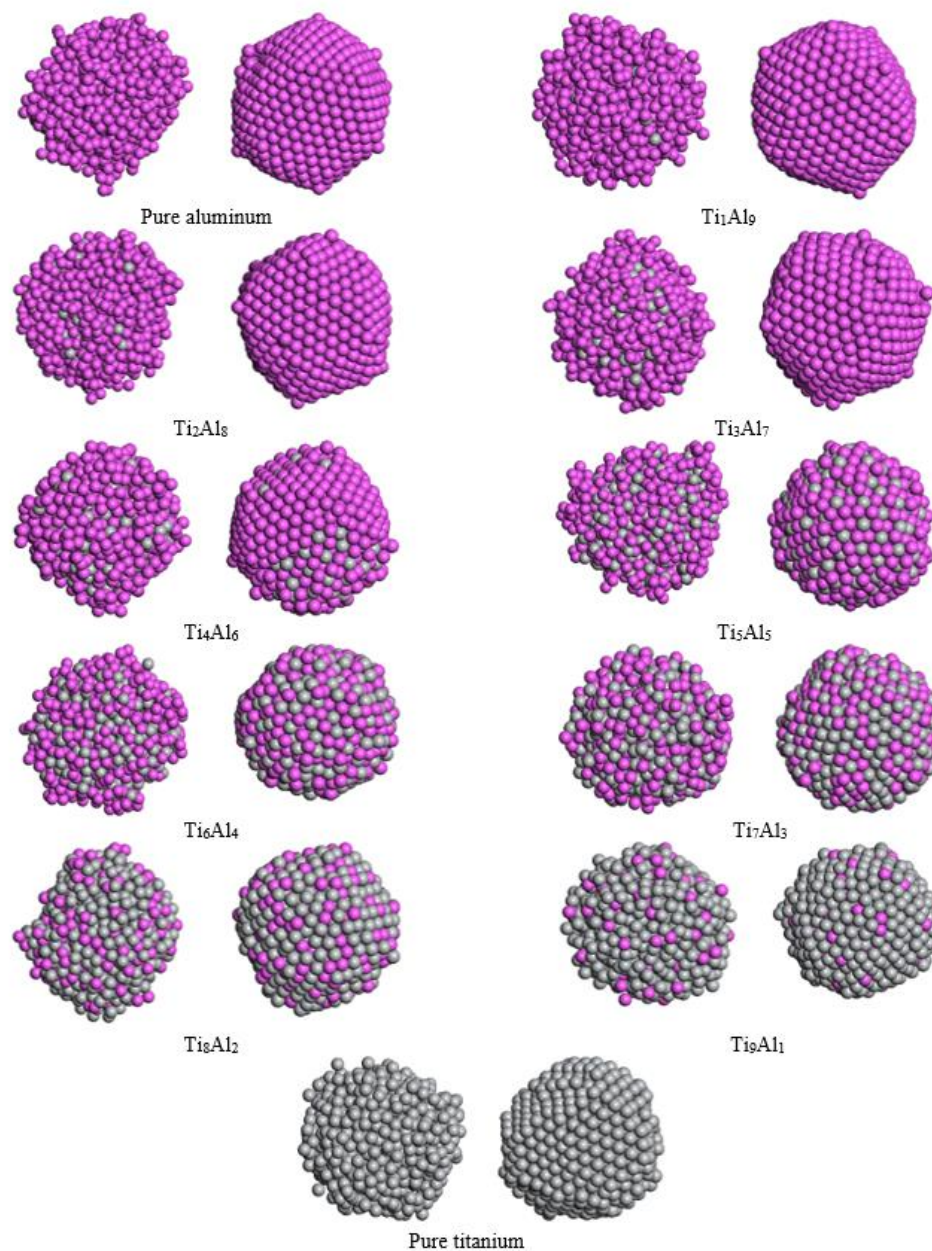 Pure aluminum
Ti₁Al₉
Ti₂Al₈
Ti₃Al₇
Ti₄Al₆
Ti₅Al₅
Ti₆Al₄
Ti₇Al₃
Ti₈Al₂
Ti₉Al₁
Pure titanium